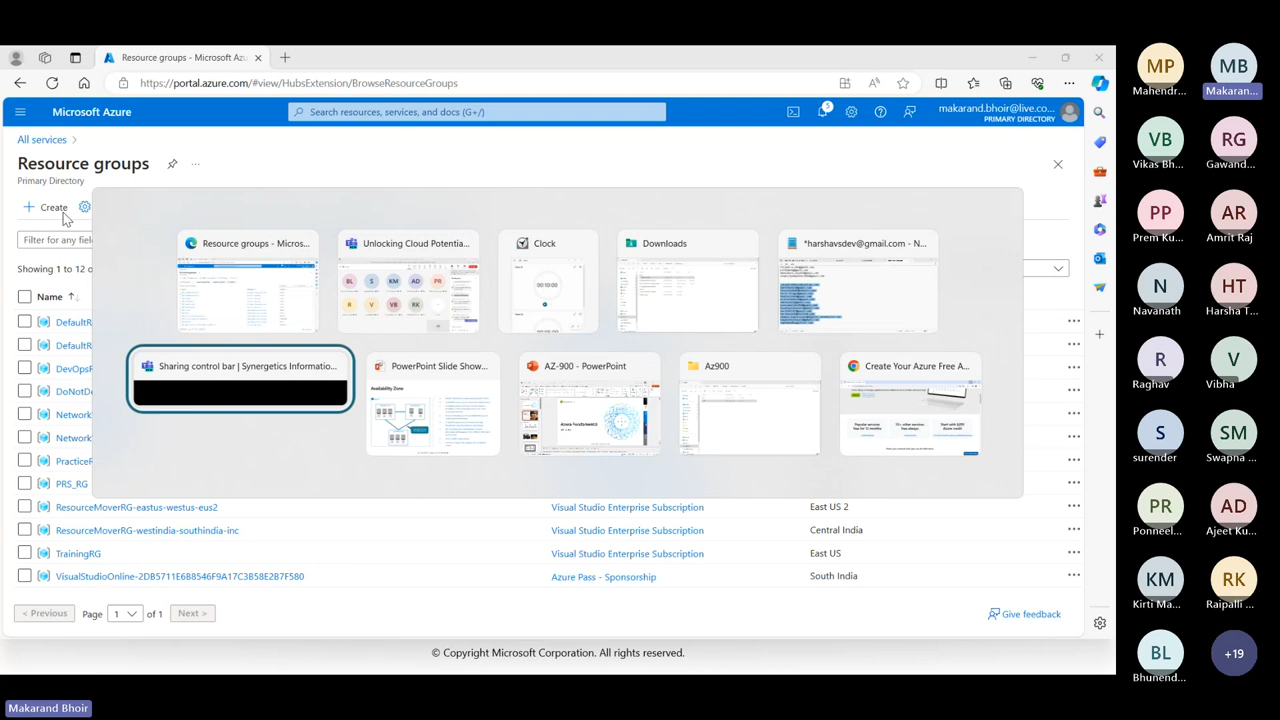 Resource groups - Microsoft Azu
https://portal.azure.com/#view/HubsExtension/BrowseResourceGroups
Microsoft Azure
Search resources, services, and docs (G+/)
5
makarand.bhoir@live.co...
PRIMARY DIRECTORY
All services >
Resource groups
Primary Directory
+ Create
Filter for any fiel
Showing 1 to 12
Name ↑
DefaultR
DefaultR
DevOpsF
DoNotDe
Network
Network
PracticeR
PRS_RG
Resource groups - Micros...
Unlocking Cloud Potentia...
Clock
Downloads
*harshavsdev@gmail.com - N...
00:10:00
Sharing control bar | Synergetics Informatio...
PowerPoint Slide Show...
AZ-900 - PowerPoint
Az900
Create Your Azure Free A...
Availability Zone
ResourceMoverRG-eastus-westus-eus2
Visual Studio Enterprise Subscription
East US 2
ResourceMoverRG-westindia-southindia-inc
Visual Studio Enterprise Subscription
Central India
TrainingRG
Visual Studio Enterprise Subscription
East US
VisualStudioOnline-2DB5711E6B8546F9A17C3B58E2B7F580
Azure Pass - Sponsorship
South India
< Previous
Page
1
of 1
Next >
Give feedback
© Copyright Microsoft Corporation. All rights reserved.
MP
Mahendr...
MB
Makaran...
VB
Vikas Bh...
RG
Gawand...
PP
Prem Ku...
AR
Amrit Raj
N
Navanath
HT
Harsha T...
R
Raghav
V
Vibha
S
surender
SM
Swapna ...
PR
Ponneel...
AD
Ajeet Ku...
KM
Kirti Ma...
RK
Raipalli ...
BL
Bhunend...
+19
Makarand Bhoir